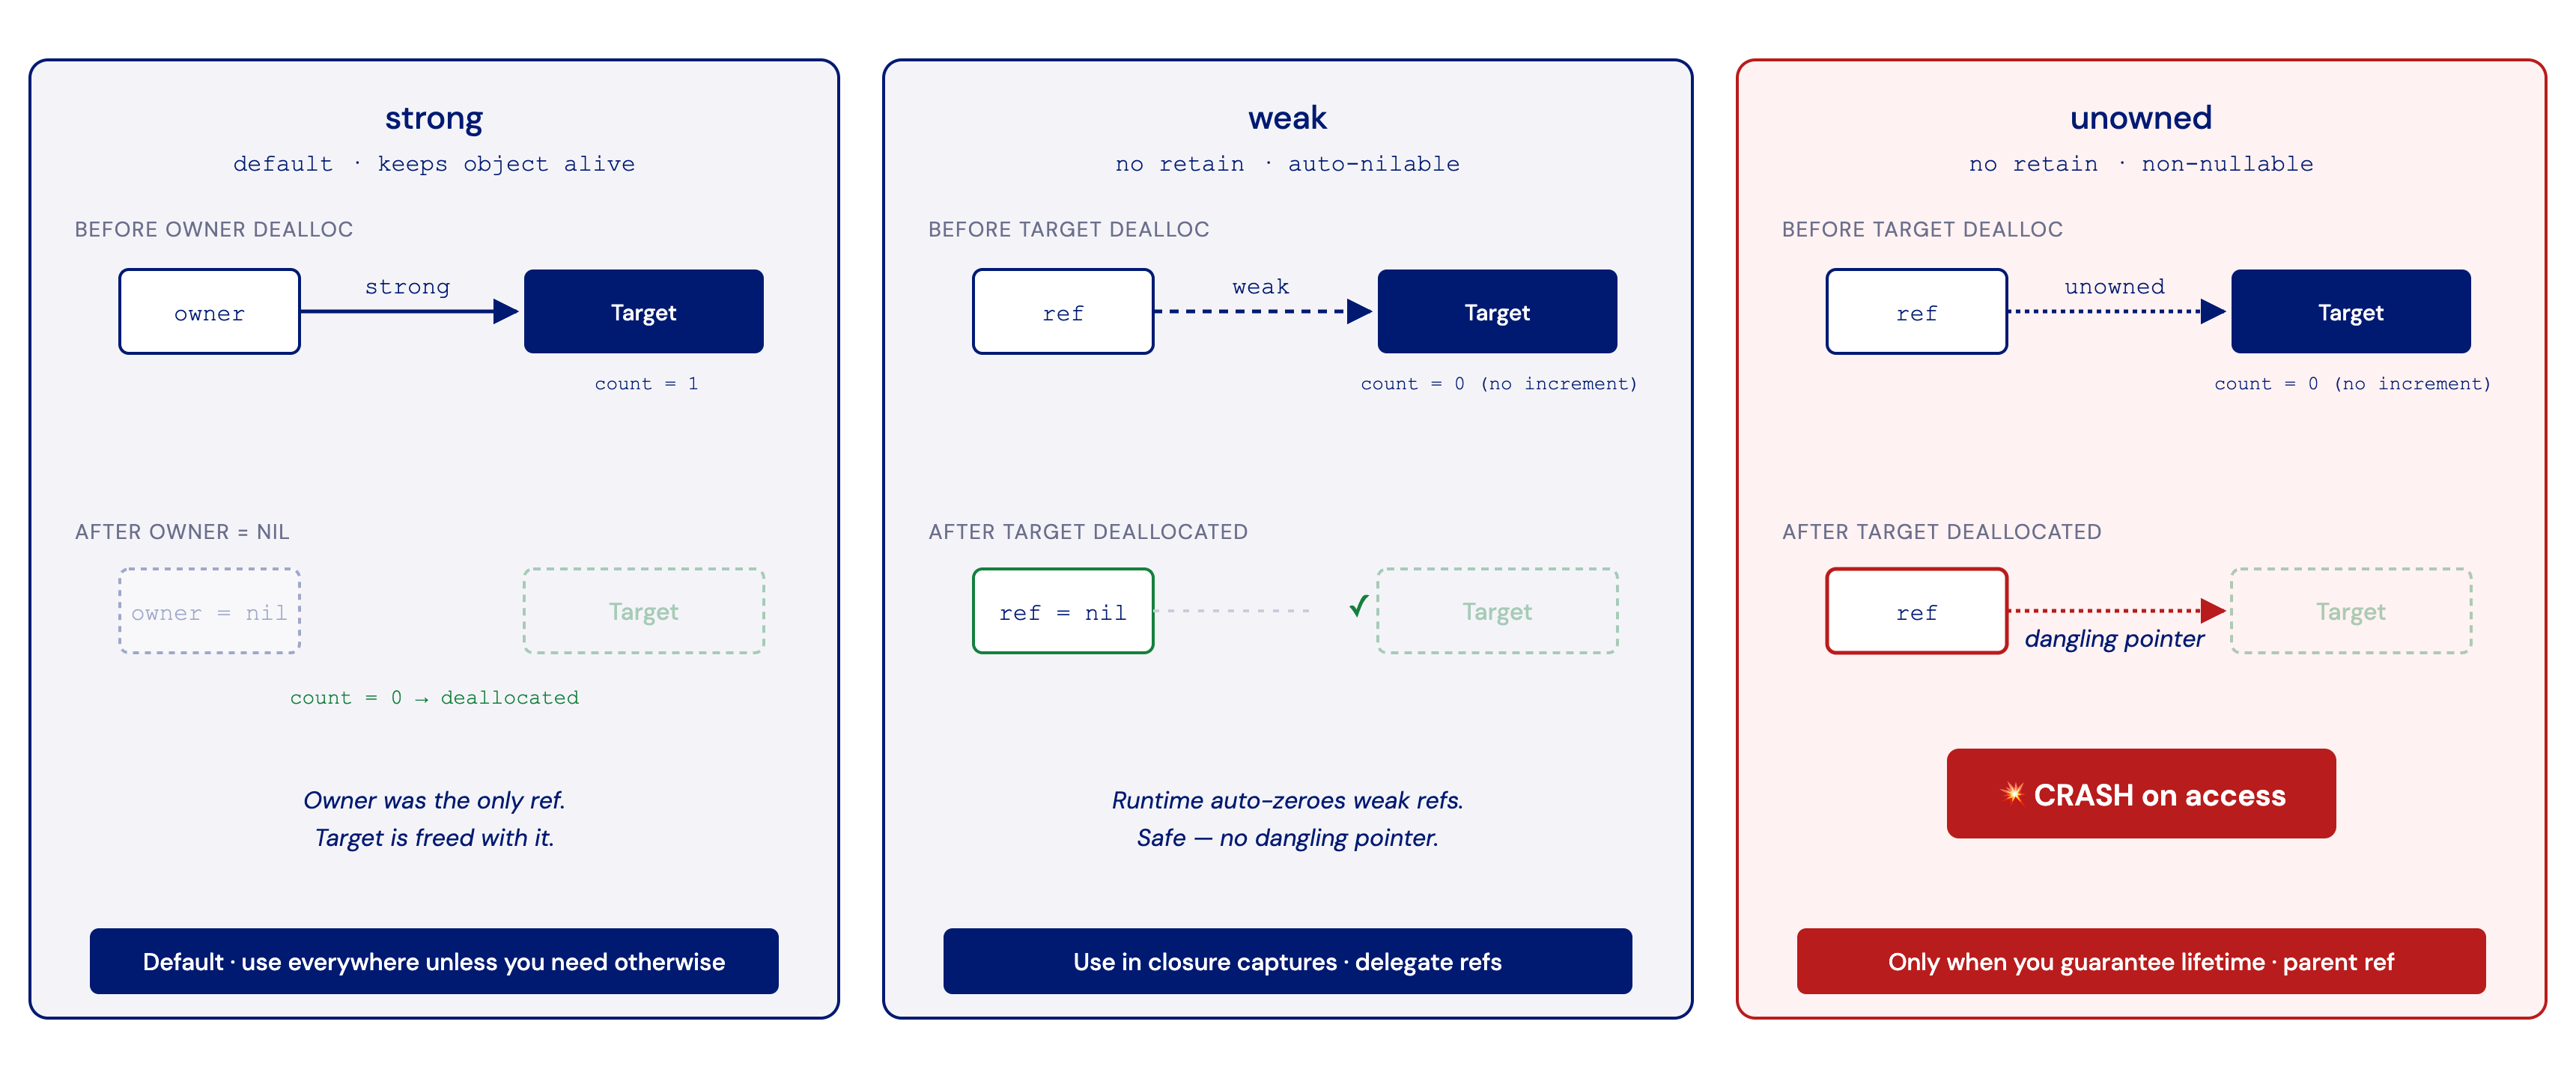 strong
default · keeps object alive
BEFORE OWNER DEALLOC
owner
strong
Target
count = 1
AFTER OWNER = NIL
owner = nil
Target
count = 0 → deallocated
Owner was the only ref.
Target is freed with it.
Default · use everywhere unless you need otherwise
weak
no retain · auto-nilable
BEFORE TARGET DEALLOC
ref
weak
Target
count = 0 (no increment)
AFTER TARGET DEALLOCATED
ref = nil
✓
Target
Runtime auto-zeroes weak refs.
Safe — no dangling pointer.
Use in closure captures · delegate refs
unowned
no retain · non-nullable
BEFORE TARGET DEALLOC
ref
unowned
Target
count = 0 (no increment)
AFTER TARGET DEALLOCATED
ref
dangling pointer
Target
💥 CRASH on access
Only when you guarantee lifetime · parent ref